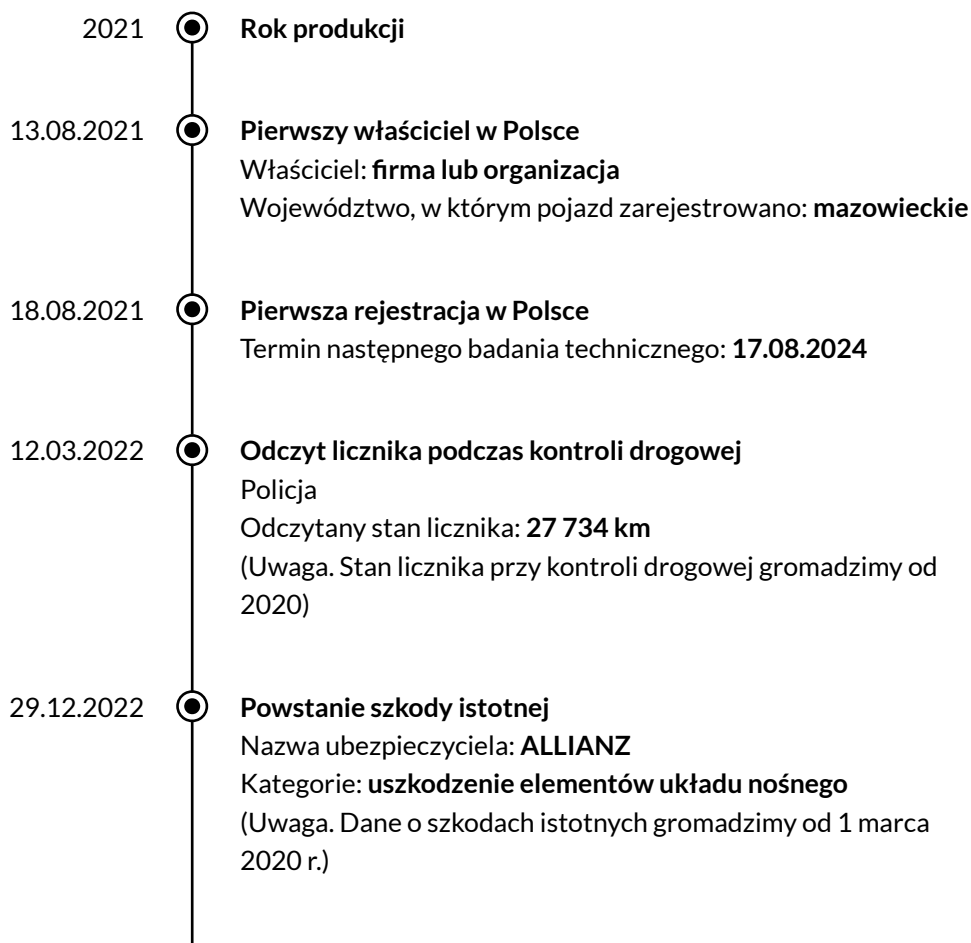 2021 Rok produkcji
13.08.2021 Pierwszy właściciel w Polsce
Właściciel: firma lub organizacja
Województwo, w którym pojazd zarejestrowano: mazowieckie
18.08.2021 Pierwsza rejestracja w Polsce
Termin następnego badania technicznego: 17.08.2024
12.03.2022 Odczyt licznika podczas kontroli drogowej
Policja
Odczytany stan licznika: 27 734 km
(Uwaga. Stan licznika przy kontroli drogowej gromadzimy od
2020)
29.12.2022 Powstanie szkody istotnej
Nazwa ubezpieczyciela: ALLIANZ
Kategorie: uszkodzenie elementów układu nośnego
(Uwaga. Dane o szkodach istotnych gromadzimy od 1 marca
2020 r.)